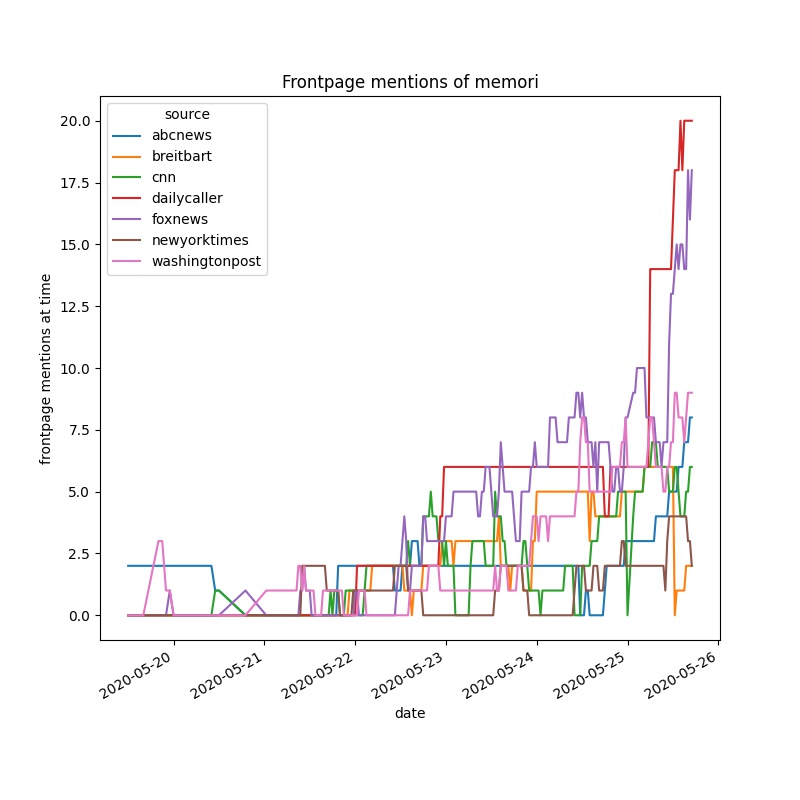 Frontpage mentions of memori
source
abcnews
breitbart
cnn
dailycaller
foxnews
newyorktimes
washingtonpost
frontpage mentions at time
20.0
17.5
15.0
12.5
10.0
7.5
5.0
2.5
0.0
2020-05-20
2020-05-21
2020-05-22
2020-05-23
2020-05-24
2020-05-25
2020-05-26
date